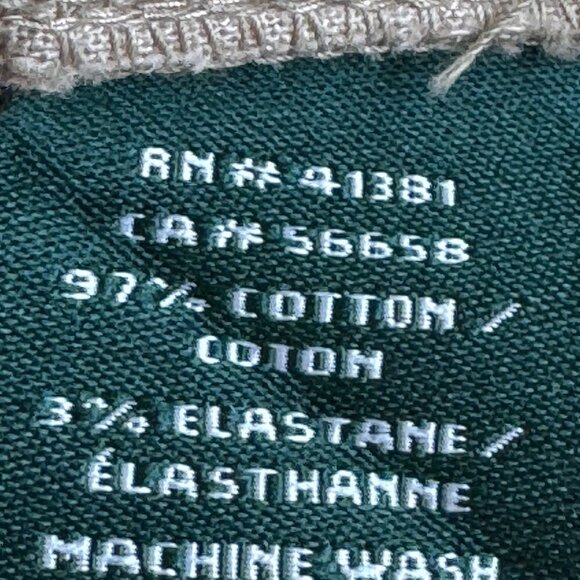 RN# 41381
CA# 56658
97% COTTON /
COTON
3% ELASTANE /
ÉLASTHANNE
MACHINE WASH